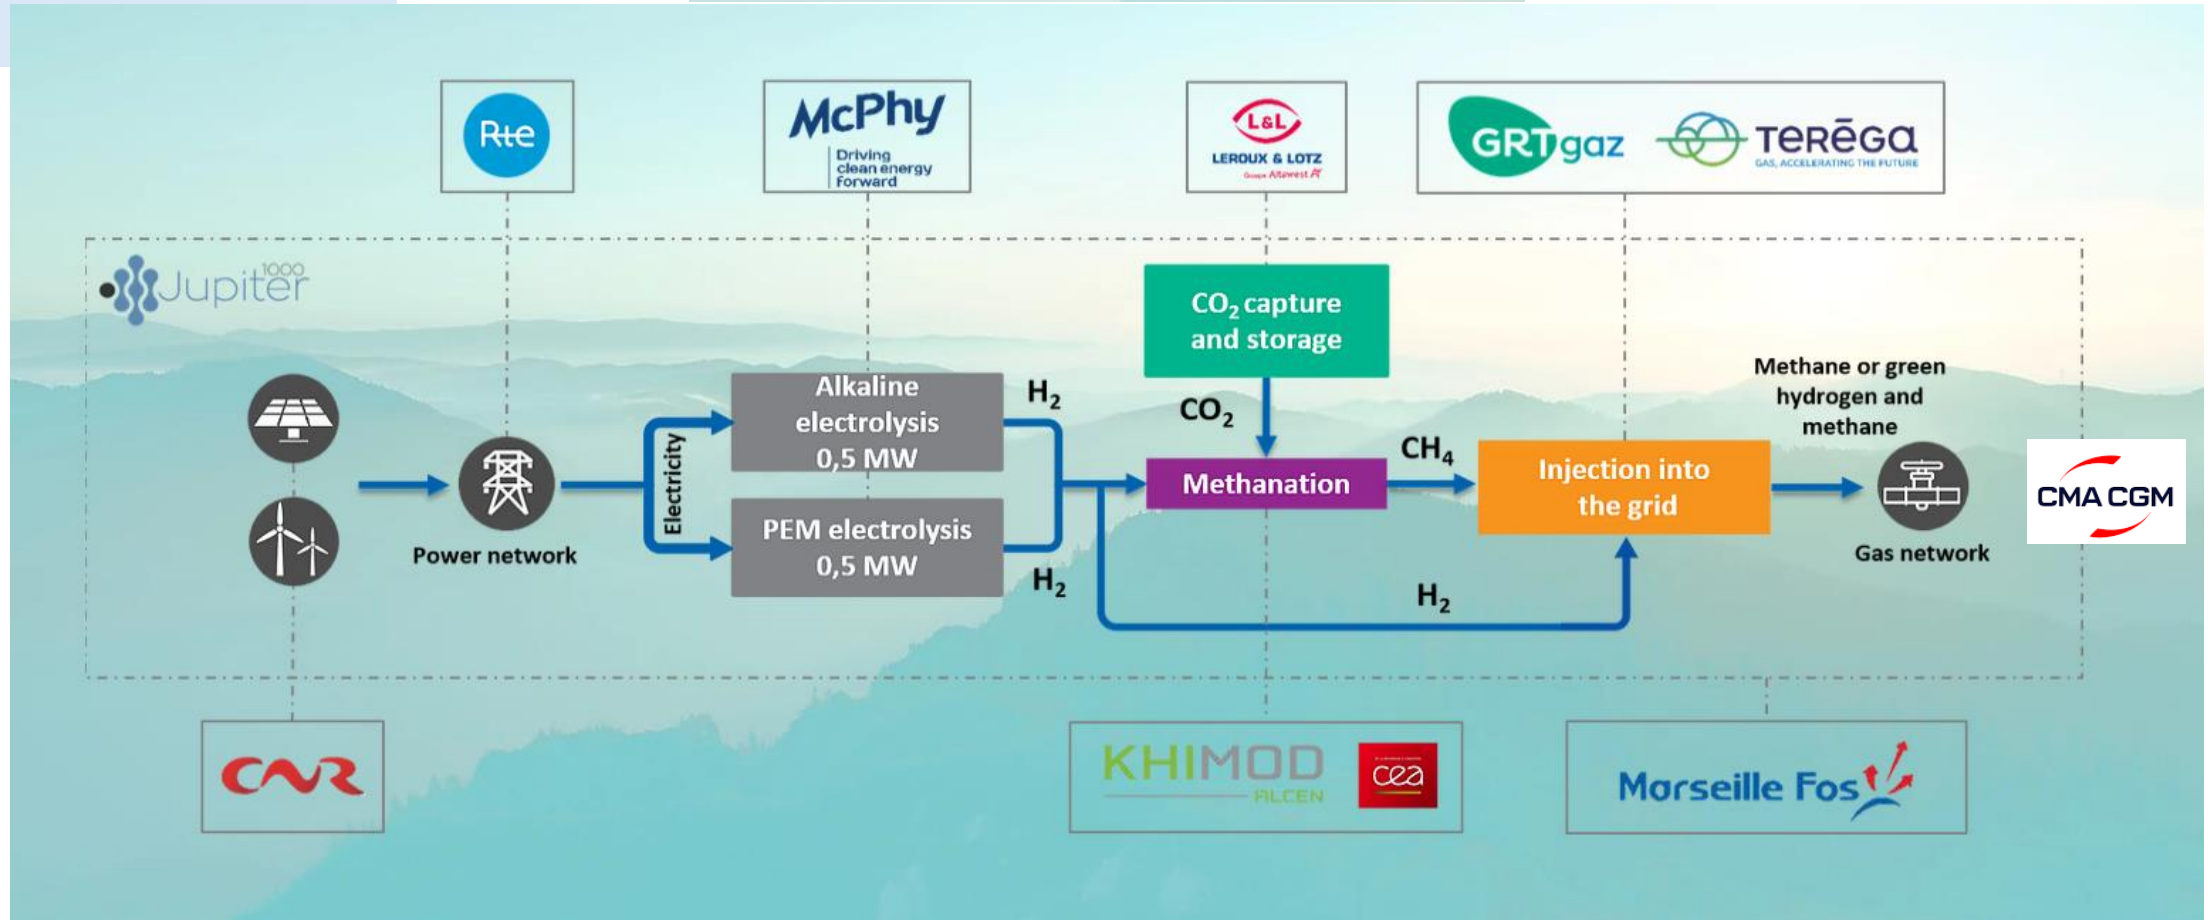 Rte
McPhy
Driving
clean energy
forward
L&L
LEROUX & LOTZ
Groupe Altawest
GRTgaz
TERĒGA
GAS, ACCELERATING THE FUTURE
Jupiter 1000
CO₂ capture
and storage
Methane or green
hydrogen and
methane
Alkaline
electrolysis
0,5 MW
H₂
CO₂
Electricity
CH₄
Methanation
Injection into
the grid
CMA CGM
PEM electrolysis
0,5 MW
Power network
Gas network
H₂
H₂
CNR
KHIMOD
ALCEN
cea
Marseille Fos